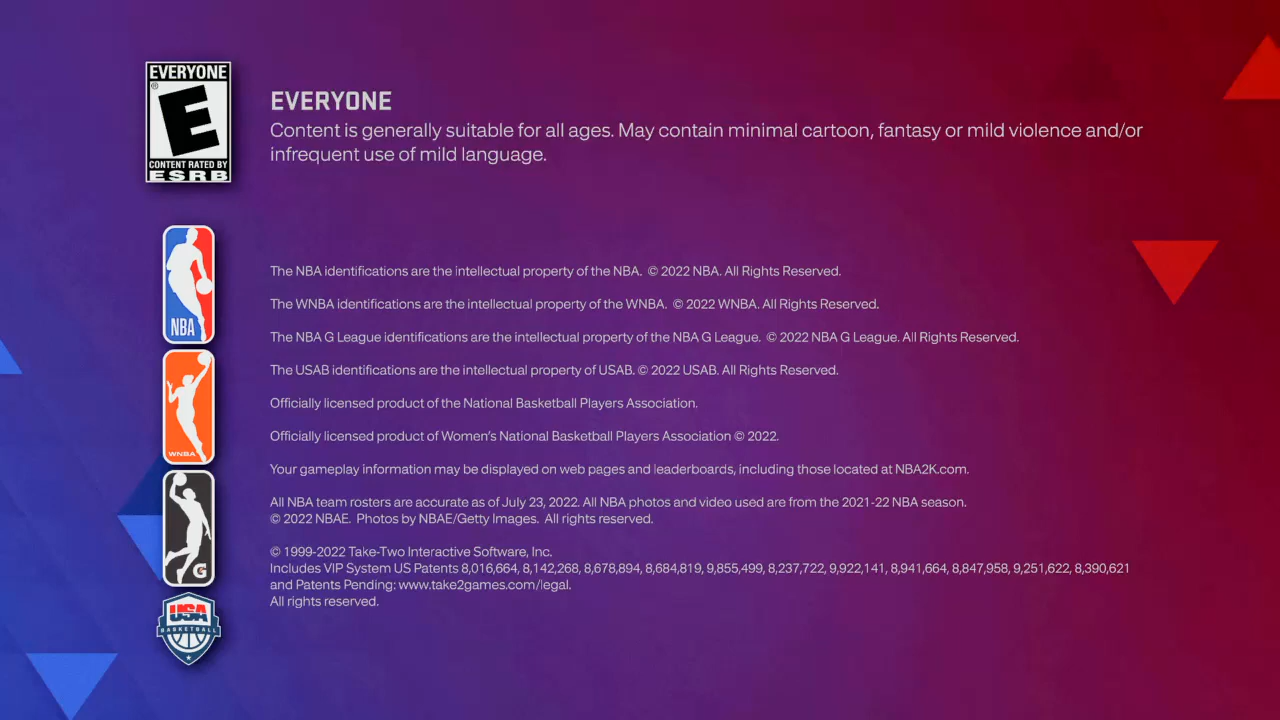 EVERYONE
®
E
CONTENT RATED BY
ESRB
EVERYONE
Content is generally suitable for all ages. May contain minimal cartoon, fantasy or mild violence and/or
infrequent use of mild language.
NBA
WNBA
G
USA
BASKETBALL
The NBA identifications are the intellectual property of the NBA. © 2022 NBA. All Rights Reserved.
The WNBA identifications are the intellectual property of the WNBA. © 2022 WNBA. All Rights Reserved.
The NBA G League identifications are the intellectual property of the NBA G League. © 2022 NBA G League. All Rights Reserved.
The USAB identifications are the intellectual property of USAB. © 2022 USAB. All Rights Reserved.
Officially licensed product of the National Basketball Players Association.
Officially licensed product of Women's National Basketball Players Association © 2022.
Your gameplay information may be displayed on web pages and leaderboards, including those located at NBA2K.com.
All NBA team rosters are accurate as of July 23, 2022. All NBA photos and video used are from the 2021-22 NBA season.
© 2022 NBAE. Photos by NBAE/Getty Images. All rights reserved.
© 1999-2022 Take-Two Interactive Software, Inc.
Includes VIP System US Patents 8,016,664, 8,142,268, 8,678,894, 8,684,819, 9,855,499, 8,237,722, 9,922,141, 8,941,664, 8,847,958, 9,251,622, 8,390,621
and Patents Pending: www.take2games.com/legal.
All rights reserved.